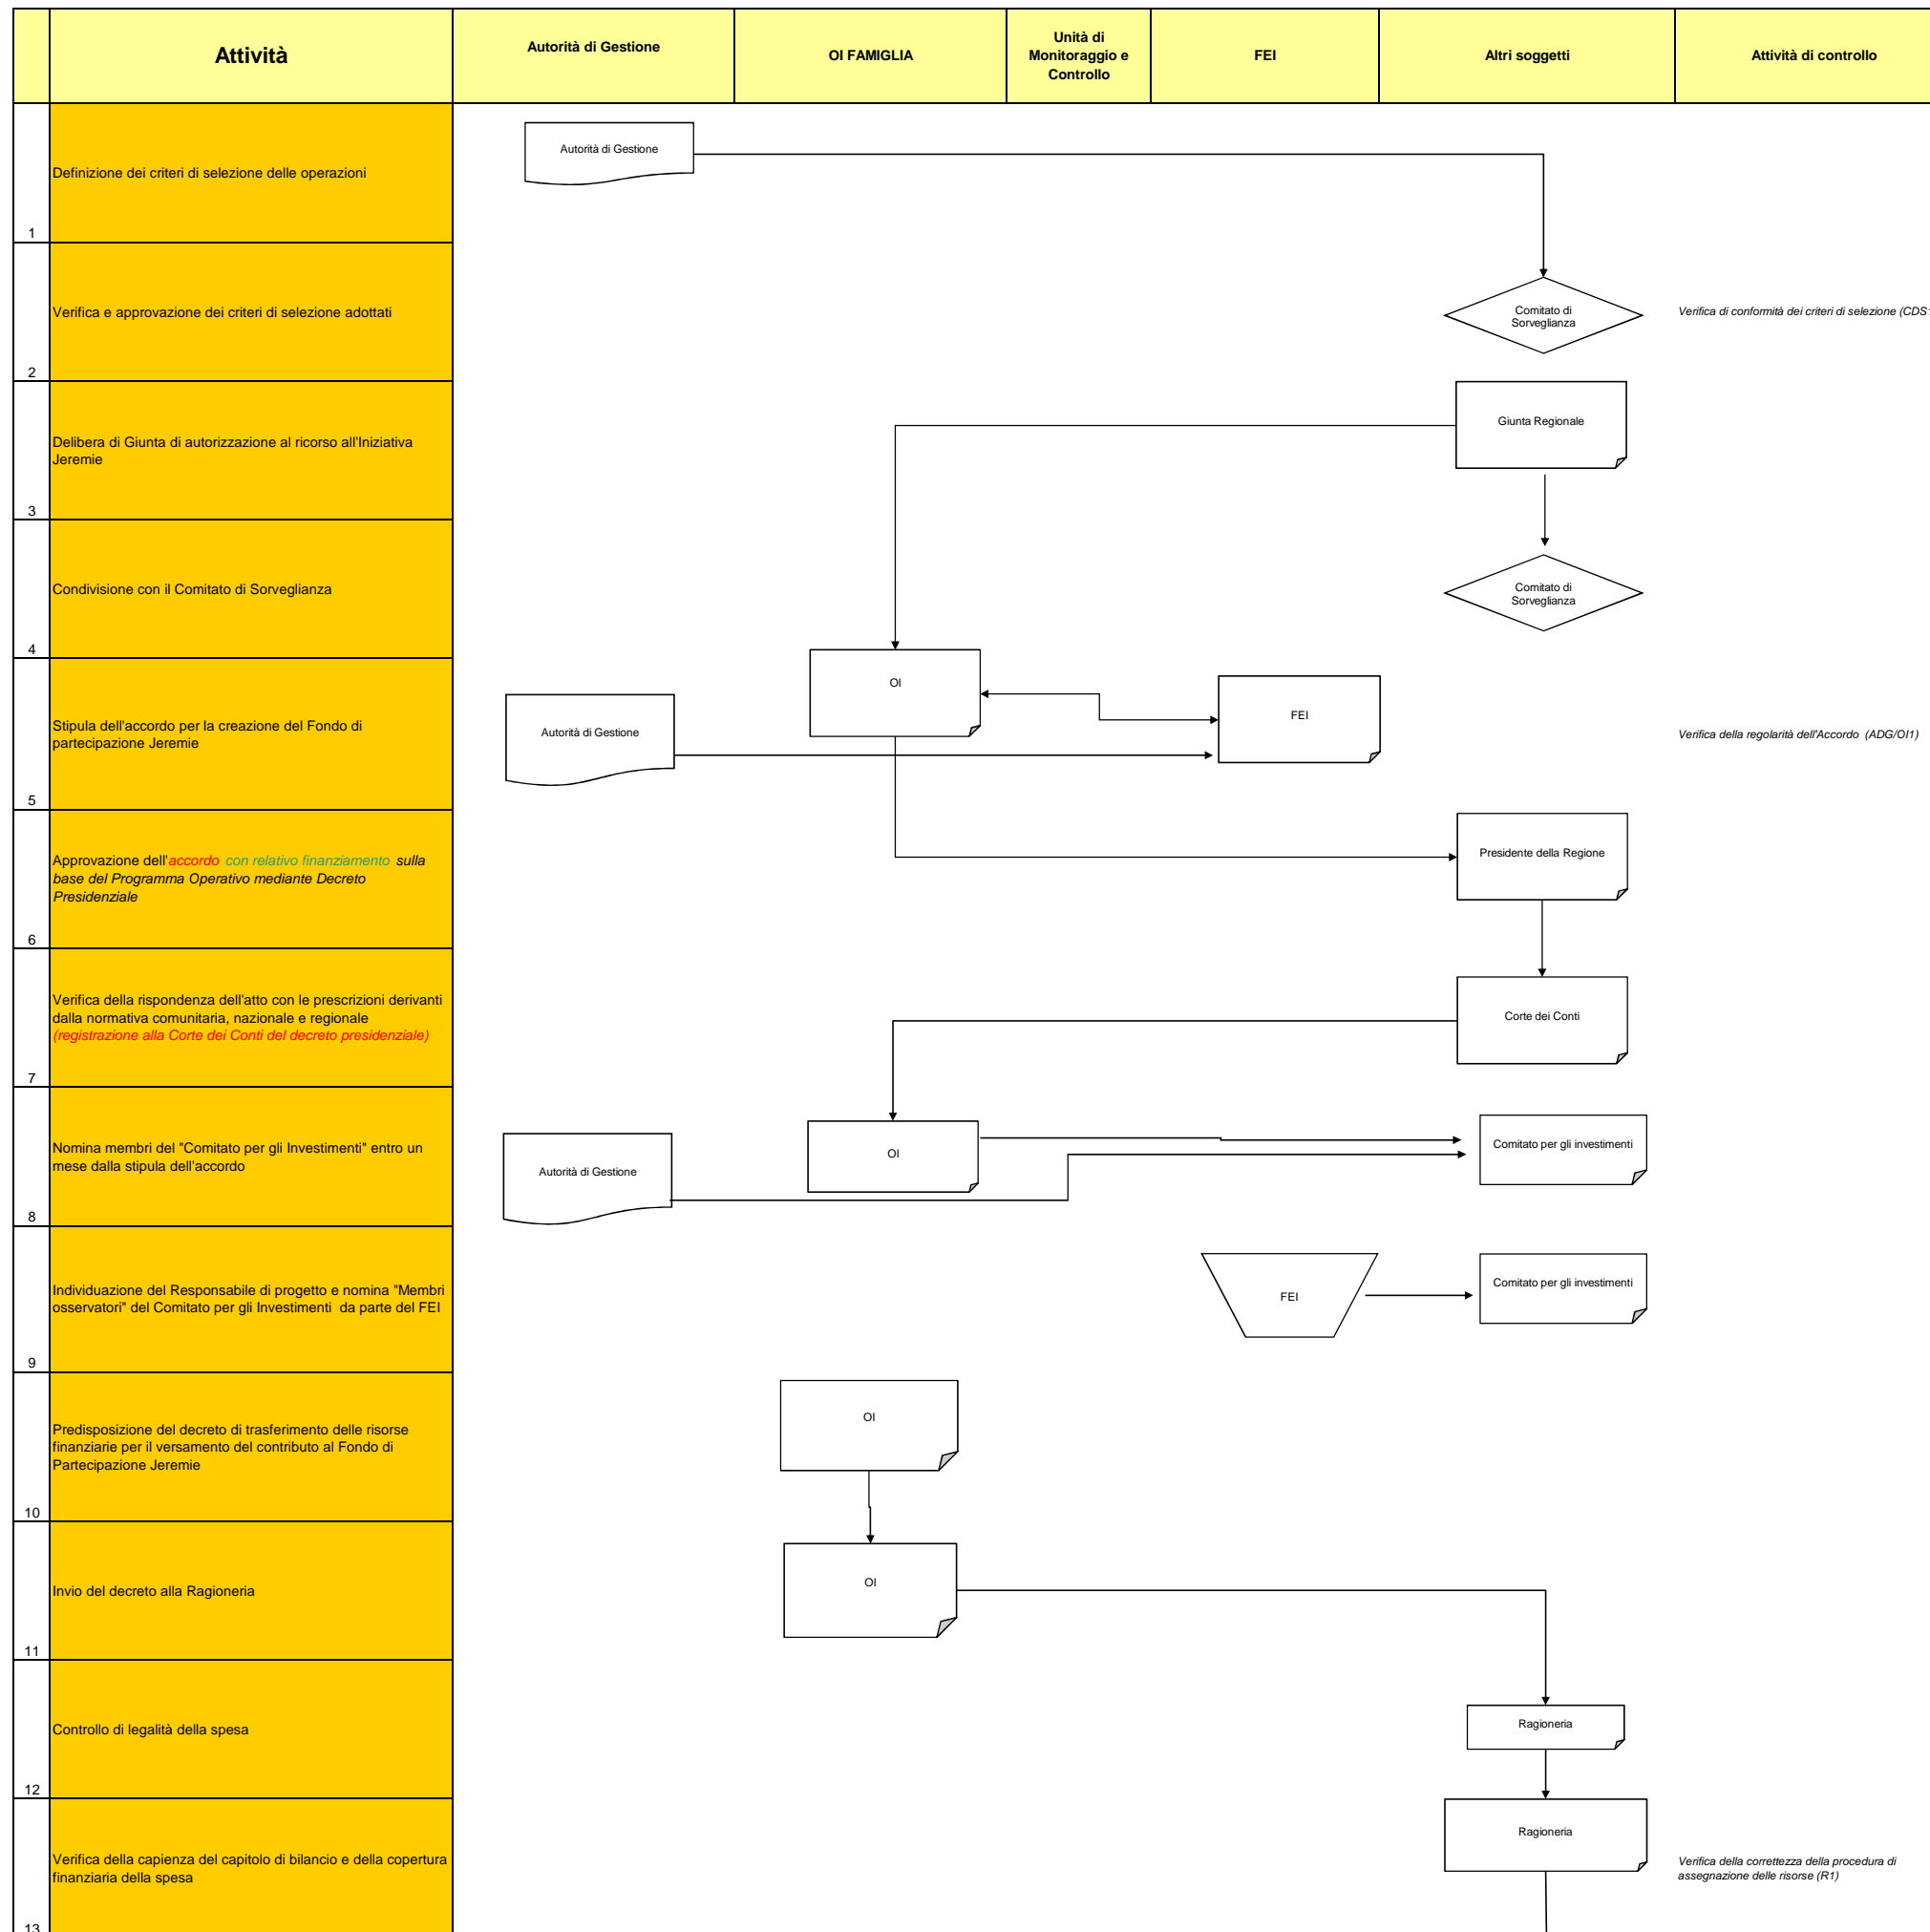 Attività
Autorità di Gestione
OI FAMIGLIA
Unità di
Monitoraggio e
Controllo
FEI
Altri soggetti
Attività di controllo
Definizione dei criteri di selezione delle operazioni
1
Autorità di Gestione
Verifica e approvazione dei criteri di selezione adottati
2
Comitato di
Sorveglianza
Verifica di conformità dei criteri di selezione (CDS1
Delibera di Giunta di autorizzazione al ricorso all'Iniziativa
Jeremie
3
Giunta Regionale
Condivisione con il Comitato di Sorveglianza
4
Comitato di
Sorveglianza
Stipula dell'accordo per la creazione del Fondo di
partecipazione Jeremie
5
Autorità di Gestione
OI
FEI
Verifica della regolarità dell'Accordo (ADG/OI1)
Approvazione dell'accordo con relativo finanziamento sulla
base del Programma Operativo mediante Decreto
Presidenziale
6
Presidente della Regione
Verifica della rispondenza dell'atto con le prescrizioni derivanti
dalla normativa comunitaria, nazionale e regionale
(registrazione alla Corte dei Conti del decreto presidenziale)
7
Corte dei Conti
Nomina membri del "Comitato per gli Investimenti" entro un
mese dalla stipula dell'accordo
8
Autorità di Gestione
OI
Comitato per gli investimenti
Individuazione del Responsabile di progetto e nomina "Membri
osservatori" del Comitato per gli Investimenti da parte del FEI
9
FEI
Comitato per gli investimenti
Predisposizione del decreto di trasferimento delle risorse
finanziarie per il versamento del contributo al Fondo di
Partecipazione Jeremie
10
OI
Invio del decreto alla Ragioneria
11
OI
Controllo di legalità della spesa
12
Ragioneria
Verifica della capienza del capitolo di bilancio e della copertura
finanziaria della spesa
13
Ragioneria
Verifica della correttezza della procedura di
assegnazione delle risorse (R1)